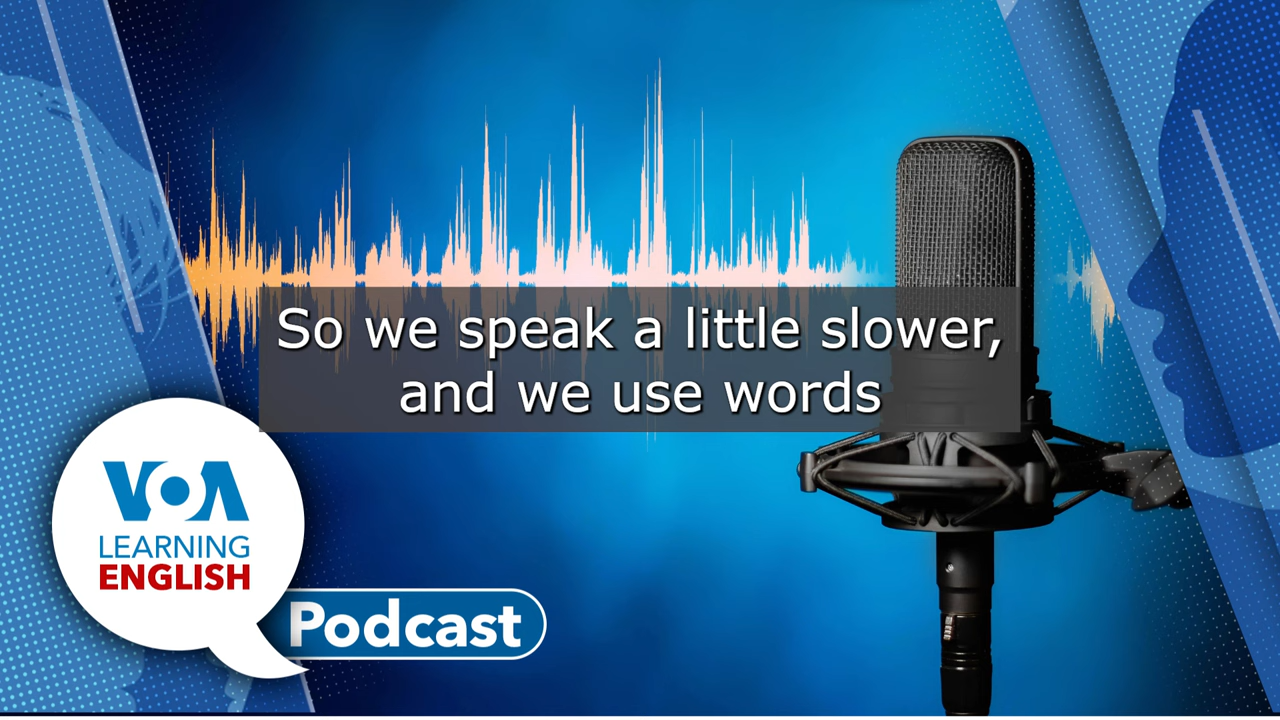 So we speak a little slower,
and we use words
VOA
LEARNING
ENGLISH
Podcast